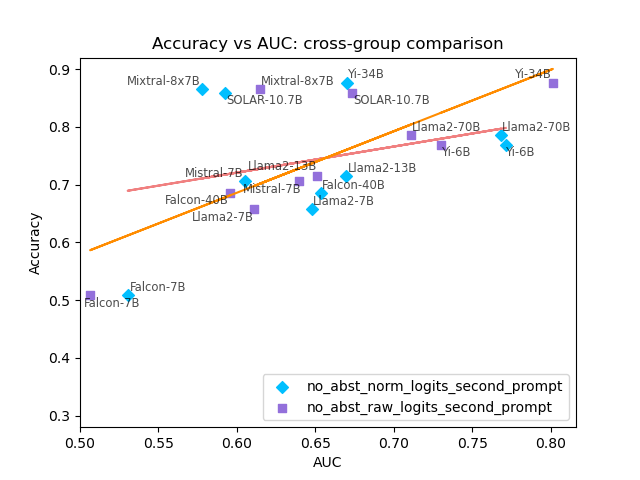 Accuracy vs AUC: cross-group comparison
0.9
0.8
0.7
0.6
0.5
0.4
0.3
Accuracy
Mixtral-8x7B
Mixtral-8x7B
Yi-34B
Yi-34B
SOLAR-10.7B
SOLAR-10.7B
Llama2-70B
Llama2-70B
Yi-6B
Yi-6B
Mistral-7B
Llama2-13B
Llama2-13B
Mistral-7B
Falcon-40B
Falcon-40B
Llama2-7B
Llama2-7B
Falcon-7B
Falcon-7B
no_abst_norm_logits_second_prompt
no_abst_raw_logits_second_prompt
0.50 0.55 0.60 0.65 0.70 0.75 0.80
AUC